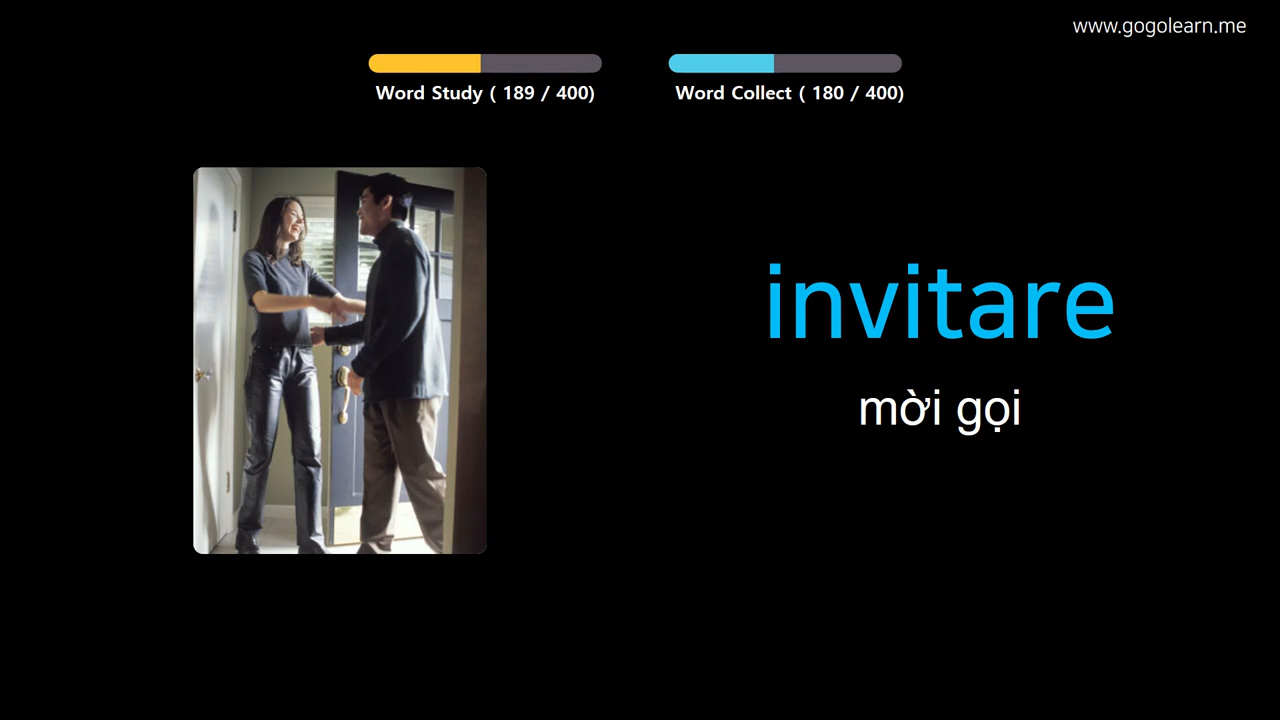 www.gogolearn.me
Word Study ( 189 / 400)
Word Collect ( 180 / 400)
invitare
mời gọi